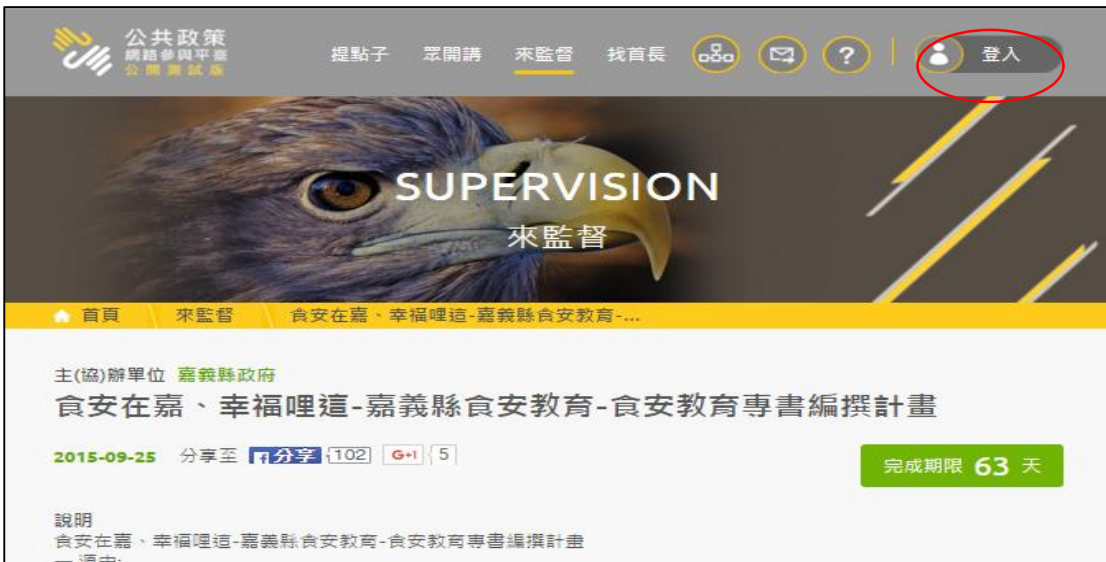 公共政策
網路參與平臺
公開測試版
提點子 眾開講 來監督 找首長 ? 登入
SUPERVISION
來監督
首頁 來監督 食安在嘉、幸福哩這-嘉義縣食安教育-...
主(協)辦單位 嘉義縣政府
食安在嘉、幸福哩這-嘉義縣食安教育-食安教育專書編撰計畫
2015-09-25 分享至 分享 102 G+1 5
完成期限 63 天
說明
食安在嘉、幸福哩這-嘉義縣食安教育-食安教育專書編撰計畫